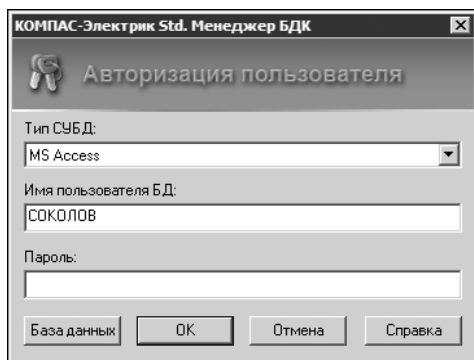 КОМПАС-Электрик Std. Менеджер БДК
Авторизация пользователя
Тип СУБД:
MS Access
Имя пользователя БД:
СОКОЛОВ
Пароль:
База данных ОК Отмена Справка